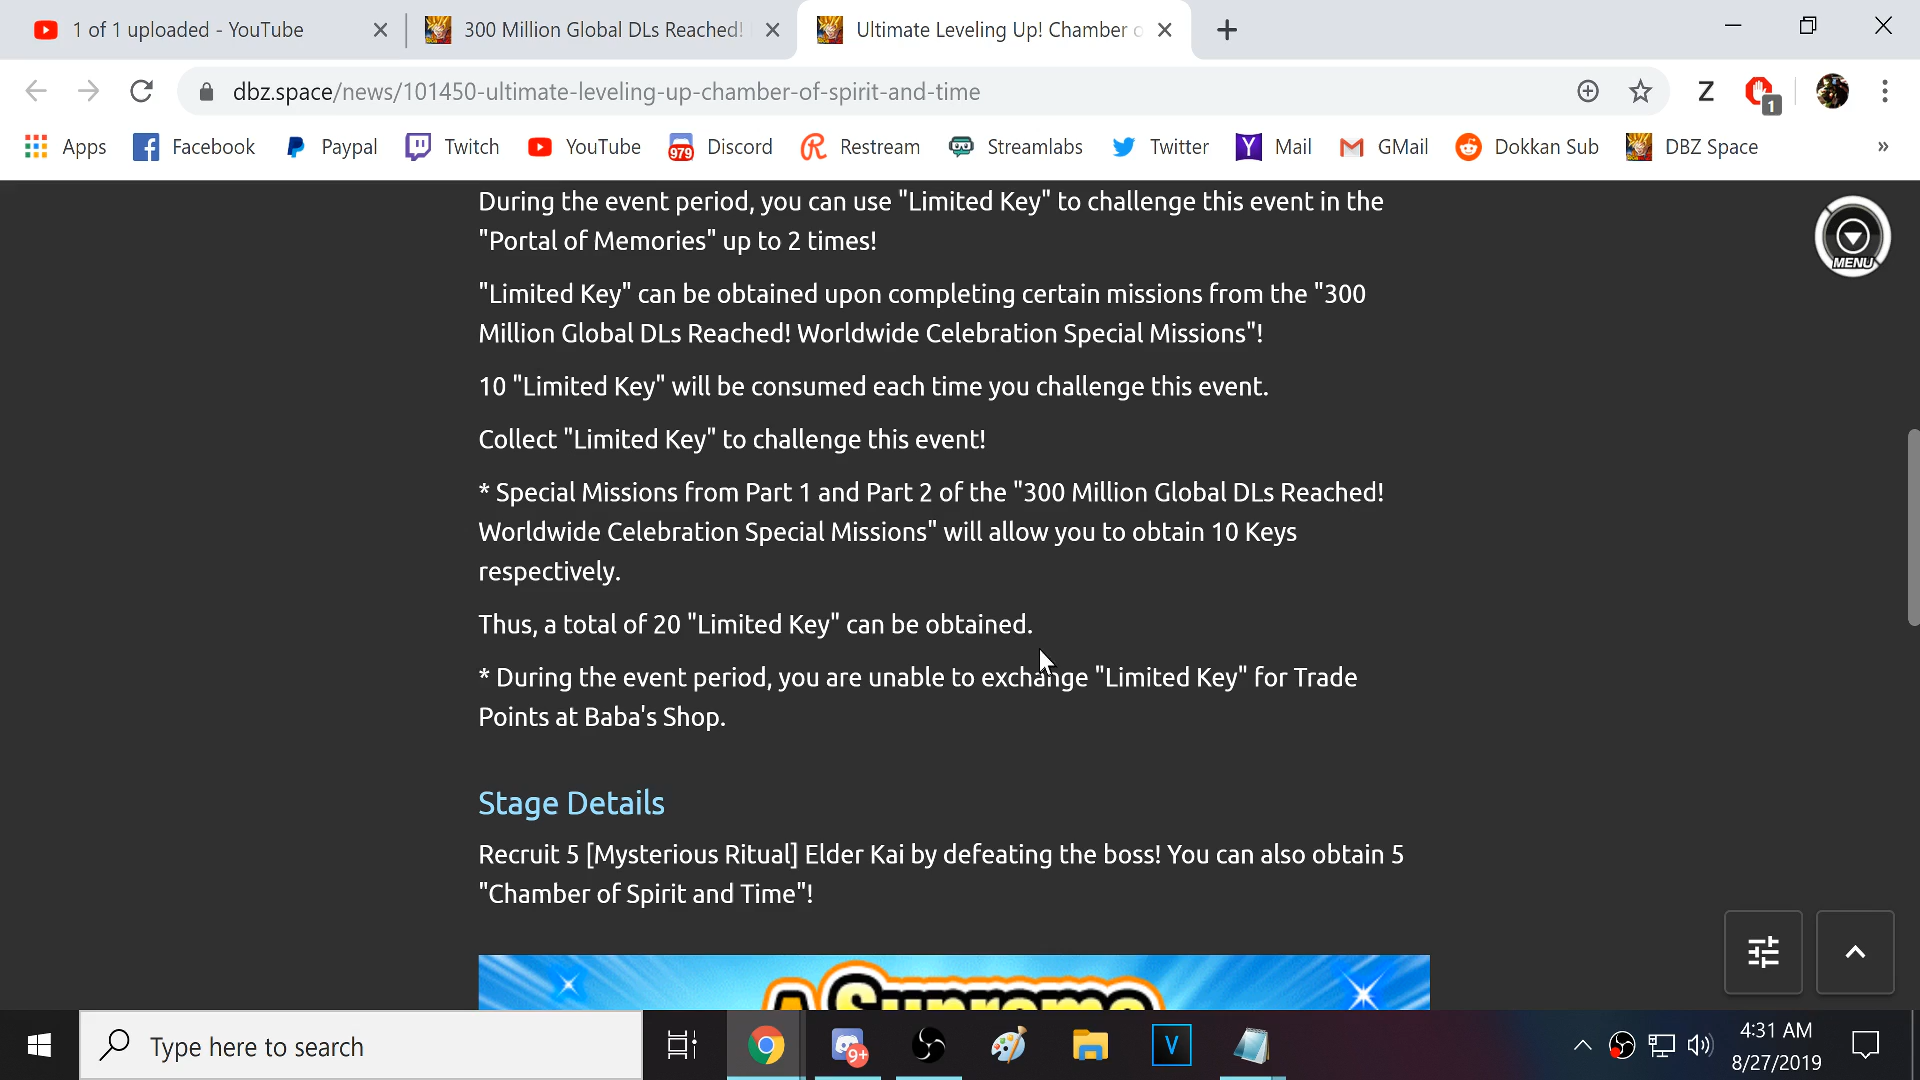 1 of 1 uploaded - YouTube
300 Million Global DLs Reached!
Ultimate Leveling Up! Chamber o
dbz.space/news/101450-ultimate-leveling-up-chamber-of-spirit-and-time
Z
1
Apps
Facebook
Paypal
Twitch
YouTube
979
Discord
Restream
Streamlabs
Twitter
Mail
GMail
Dokkan Sub
DBZ Space
»
During the event period, you can use "Limited Key" to challenge this event in the
"Portal of Memories" up to 2 times!
MENU
"Limited Key" can be obtained upon completing certain missions from the "300
Million Global DLs Reached! Worldwide Celebration Special Missions"!
10 "Limited Key" will be consumed each time you challenge this event.
Collect "Limited Key" to challenge this event!
* Special Missions from Part 1 and Part 2 of the "300 Million Global DLs Reached!
Worldwide Celebration Special Missions" will allow you to obtain 10 Keys
respectively.
Thus, a total of 20 "Limited Key" can be obtained.
* During the event period, you are unable to exchange "Limited Key" for Trade
Points at Baba's Shop.
Stage Details
Recruit 5 [Mysterious Ritual] Elder Kai by defeating the boss! You can also obtain 5
"Chamber of Spirit and Time"!
A Supreme
Type here to search
9+
V
4:31 AM
8/27/2019